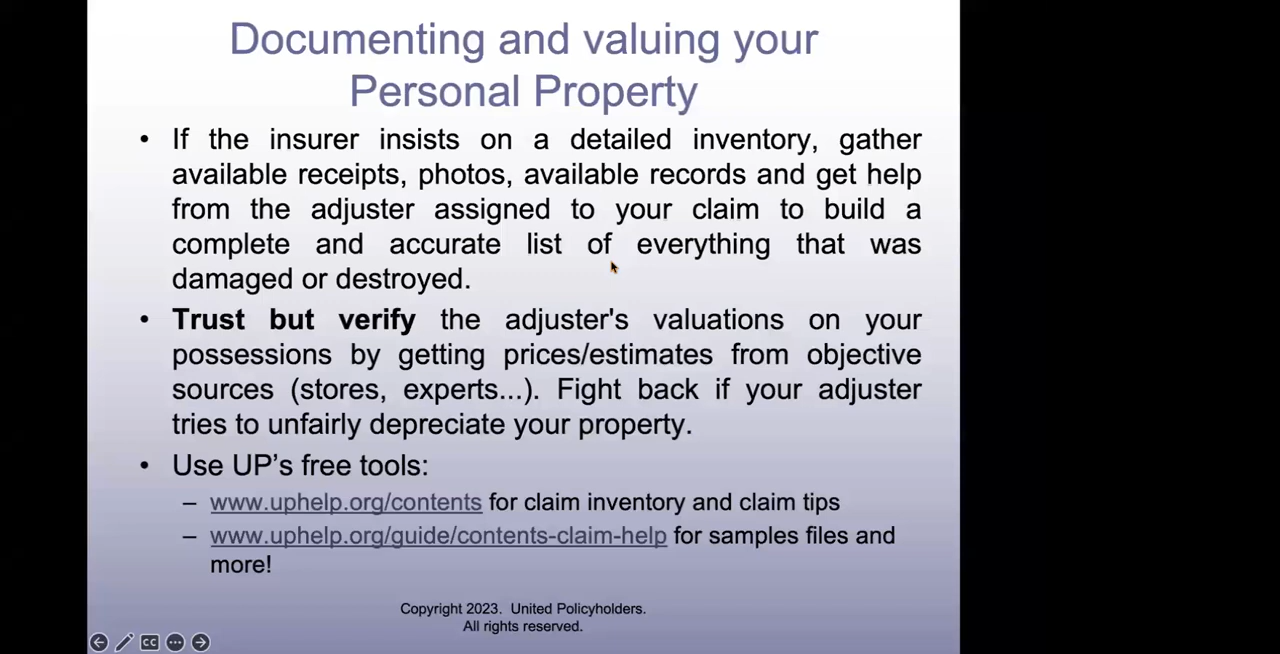 Documenting and valuing your
Personal Property
• If the insurer insists on a detailed inventory, gather
available receipts, photos, available records and get help
from the adjuster assigned to your claim to build a
complete and accurate list of everything that was
damaged or destroyed.
• Trust but verify the adjuster's valuations on your
possessions by getting prices/estimates from objective
sources (stores, experts...). Fight back if your adjuster
tries to unfairly depreciate your property.
• Use UP’s free tools:
– www.uphelp.org/contents for claim inventory and claim tips
– www.uphelp.org/guide/contents-claim-help for samples files and
more!
Copyright 2023. United Policyholders.
All rights reserved.
CC